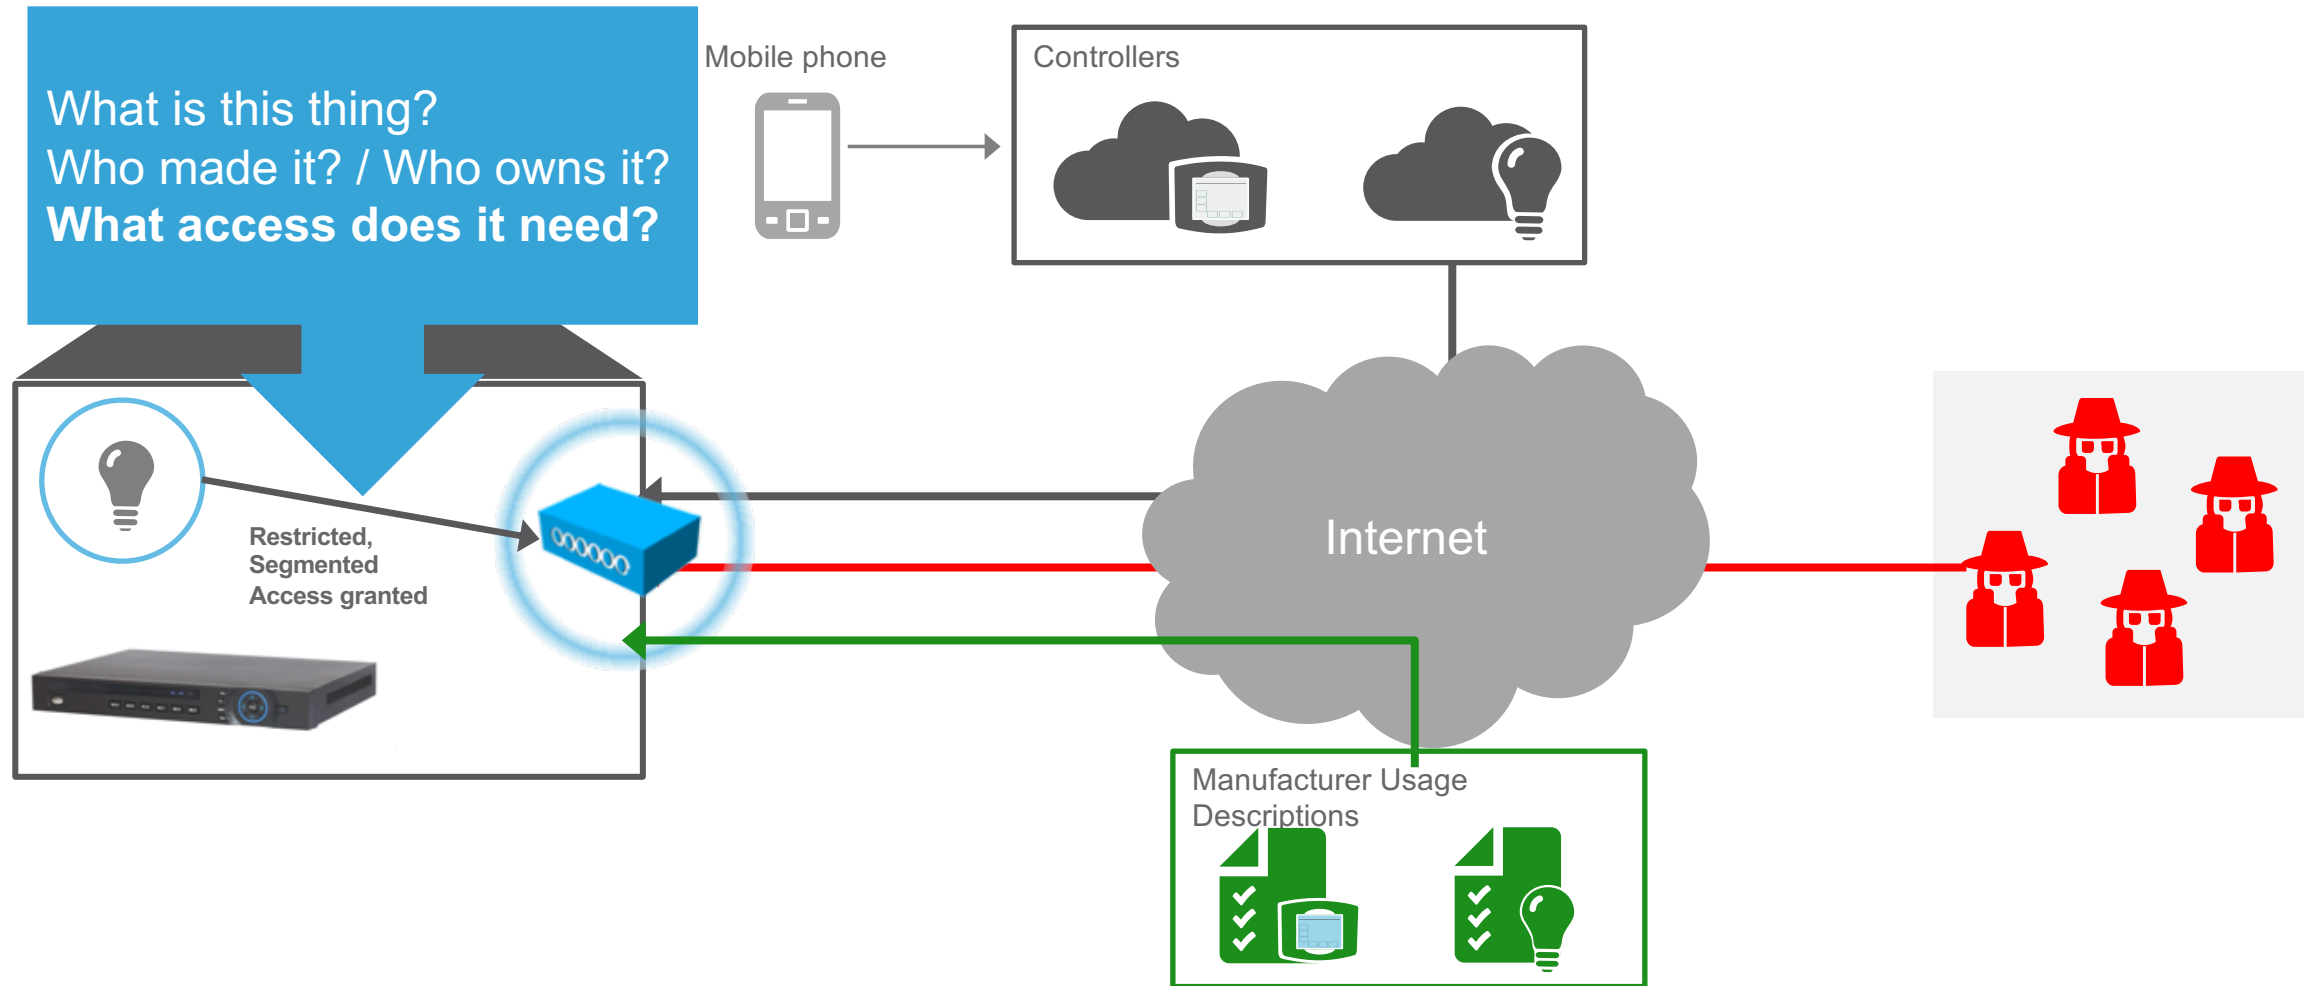 What is this thing?
Who made it? / Who owns it?
What access does it need?
Mobile phone
Controllers
Restricted,
Segmented
Access granted
Internet
Manufacturer Usage
Descriptions